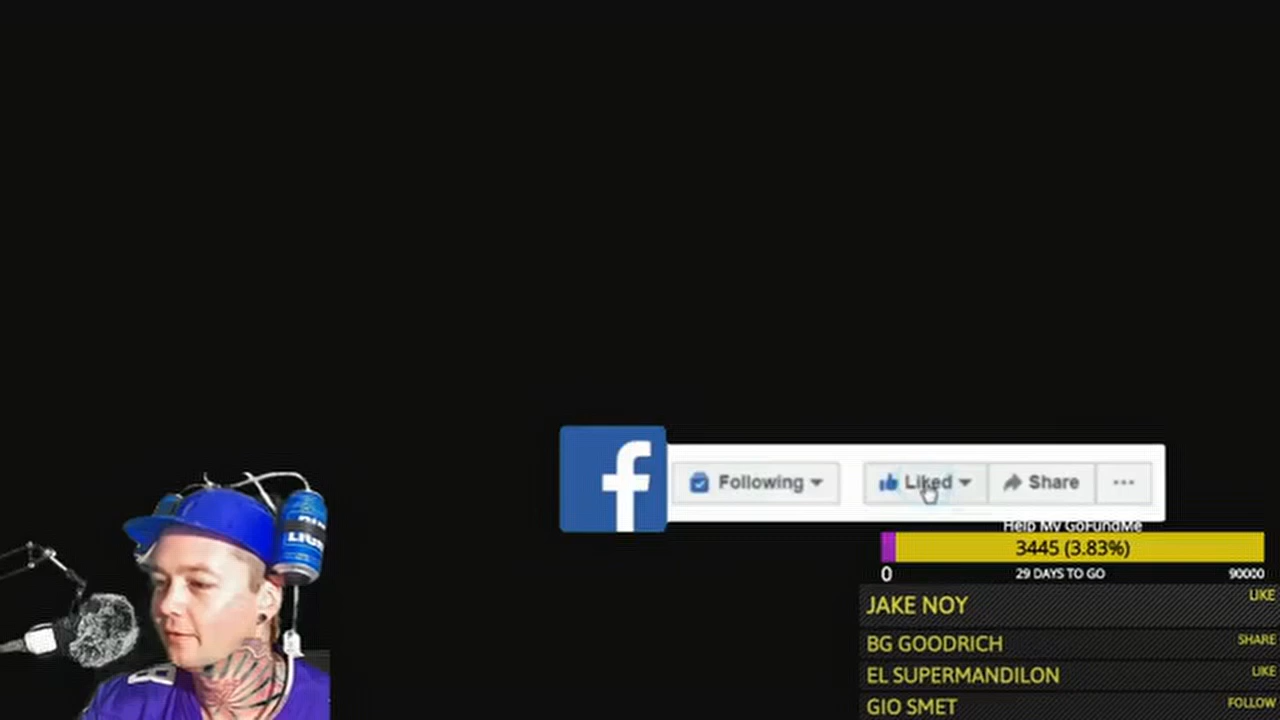 f
Following
Liked
Share
Help My GoFundMe
3445 (3.83%)
0
29 DAYS TO GO
90000
JAKE NOY
LIKE
BG GOODRICH
SHARE
EL SUPERMANDILON
LIKE
GIO SMET
FOLLOW